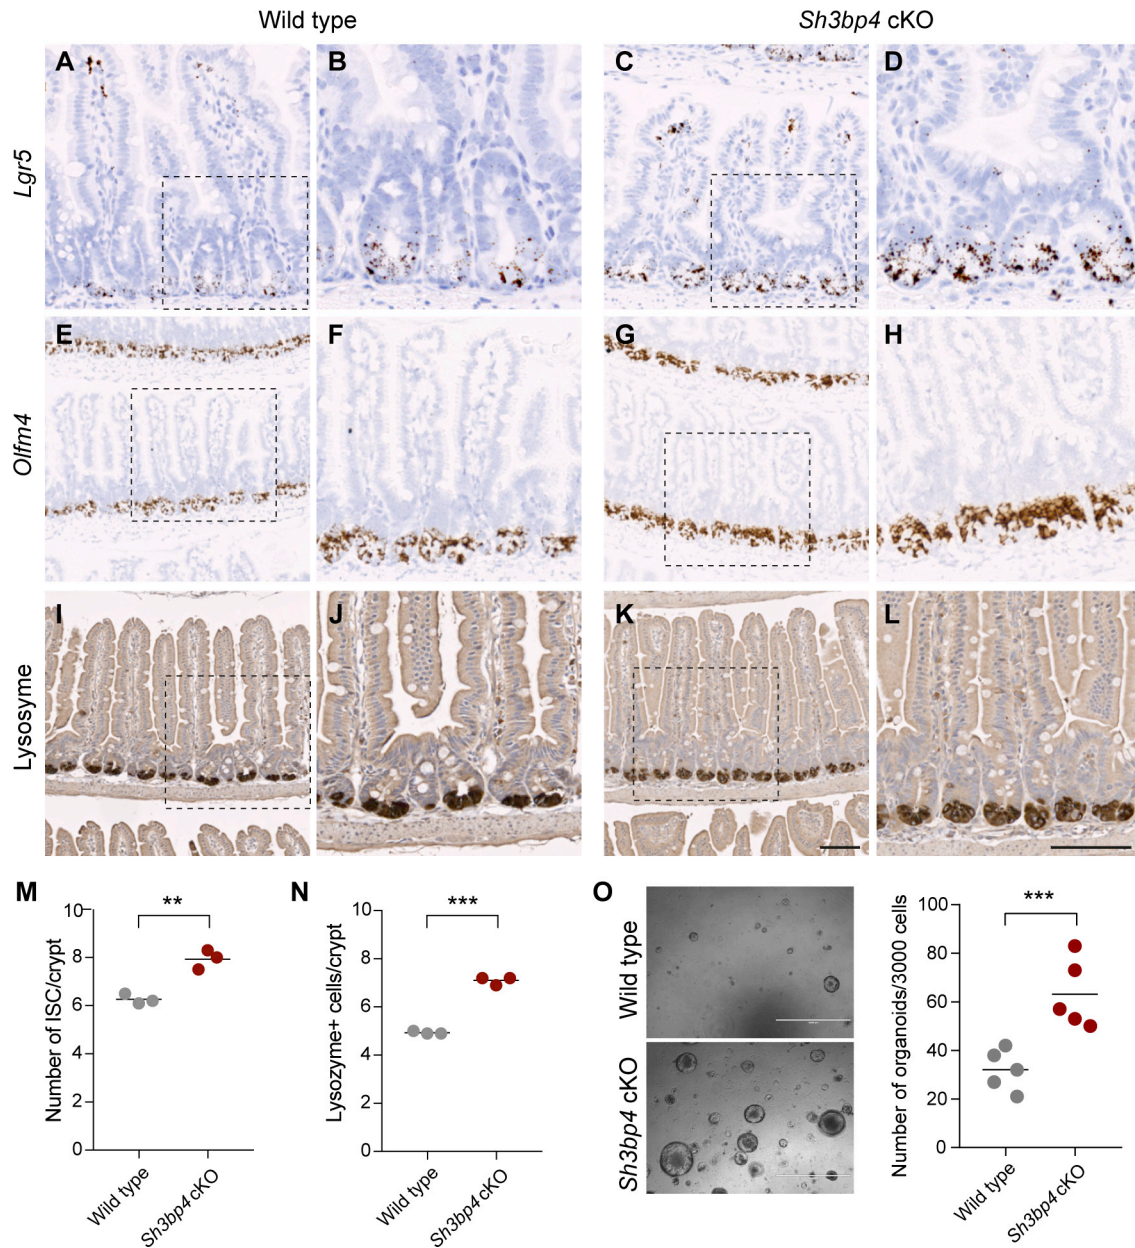 Wild type
Sh3bp4 cKO
Lgr5
A
B
C
D
Olfm4
E
F
G
H
Lysozyme
I
J
K
L
M
**
Number of ISC/crypt
10
8
6
4
2
0
Wild type
Sh3bp4 cKO
N
***
Lysozyme+ cells/crypt
10
8
6
4
2
0
Wild type
Sh3bp4 cKO
O
Wild type
Sh3bp4 cKO
***
Number of organoids/3000 cells
100
80
60
40
20
0
Wild type
Sh3bp4 cKO